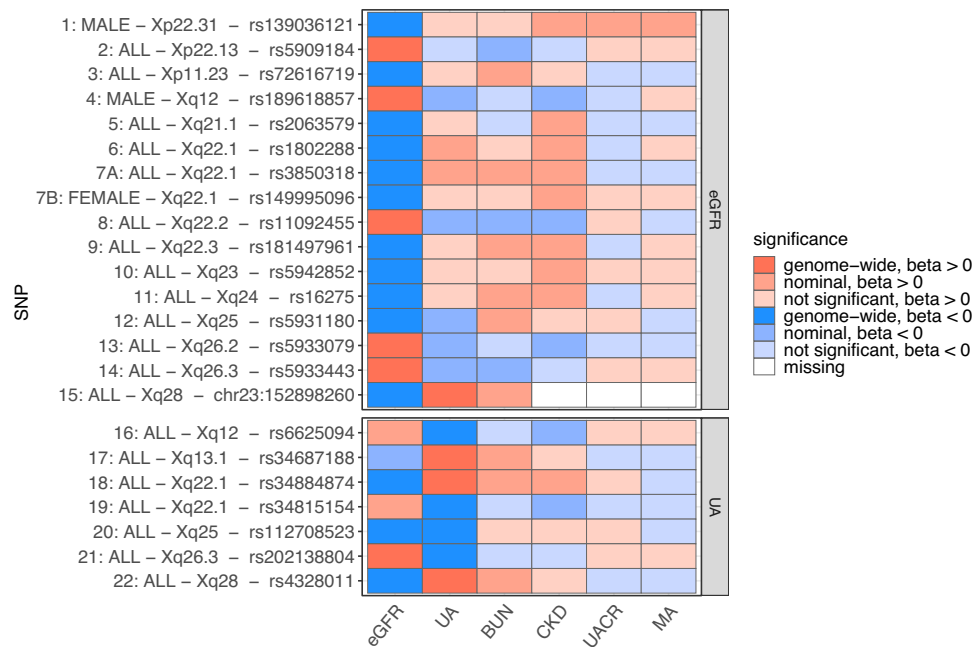 1: MALE – Xp22.31 – rs139036121
2: ALL – Xp22.13 – rs5909184
3: ALL – Xp11.23 – rs72616719
4: MALE – Xq12 – rs189618857
5: ALL – Xq21.1 – rs2063579
6: ALL – Xq22.1 – rs1802288
7A: ALL – Xq22.1 – rs3850318
7B: FEMALE – Xq22.1 – rs149995096
8: ALL – Xq22.2 – rs11092455
9: ALL – Xq22.3 – rs181497961
10: ALL – Xq23 – rs5942852
11: ALL – Xq24 – rs16275
12: ALL – Xq25 – rs5931180
13: ALL – Xq26.2 – rs5933079
14: ALL – Xq26.3 – rs5933443
15: ALL – Xq28 – chr23:152898260
eGFR
16: ALL – Xq12 – rs6625094
17: ALL – Xq13.1 – rs34687188
18: ALL – Xq22.1 – rs34884874
19: ALL – Xq22.1 – rs34815154
20: ALL – Xq25 – rs112708523
21: ALL – Xq26.3 – rs202138804
22: ALL – Xq28 – rs4328011
UA
SNP
eGFR
UA
BUN
CKD
UACR
MA
significance
genome–wide, beta > 0
nominal, beta > 0
not significant, beta > 0
genome–wide, beta < 0
nominal, beta < 0
not significant, beta < 0
missing